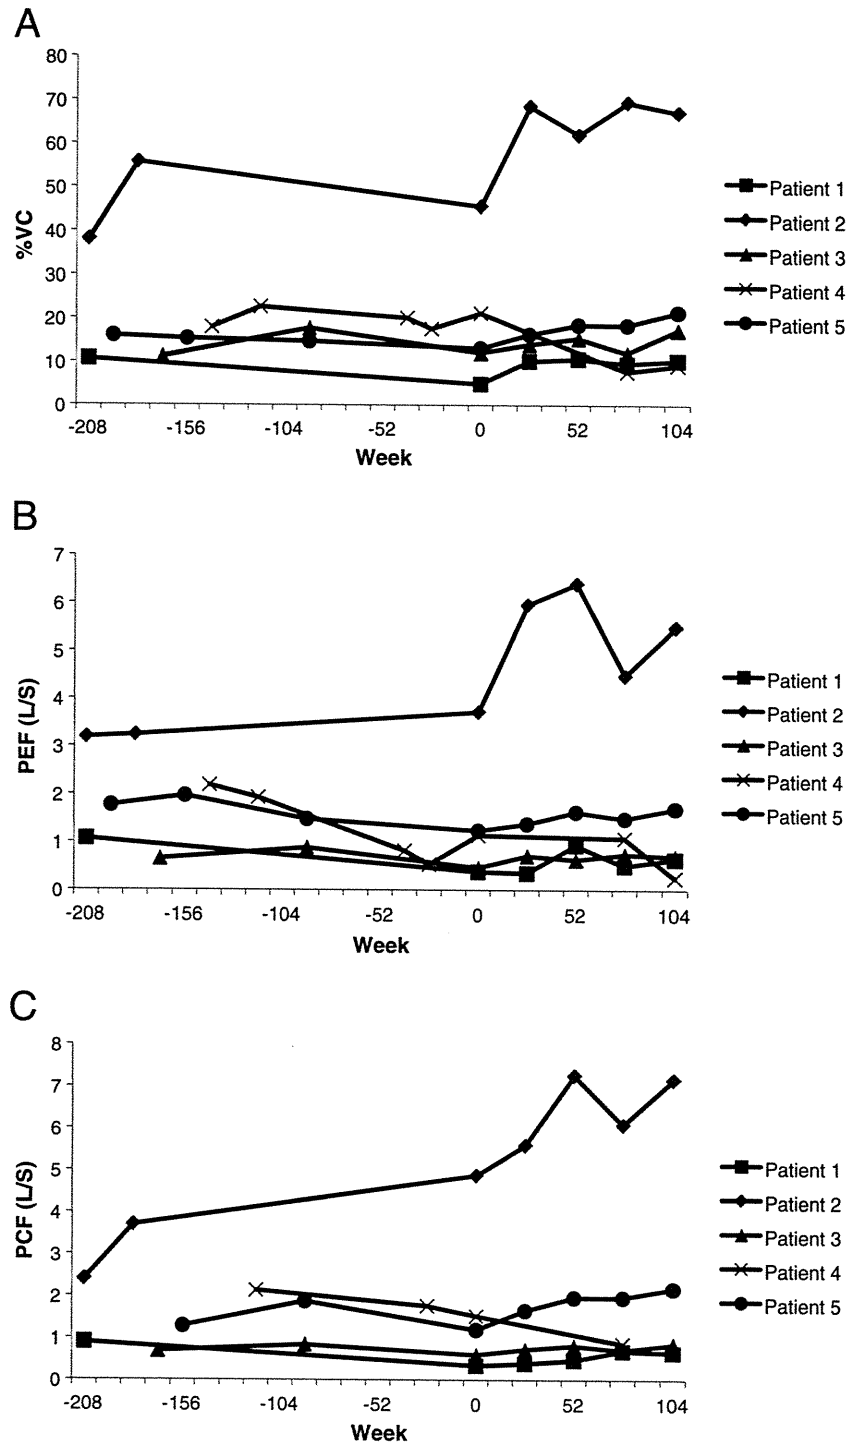 A
80
70
60
50
40
30
20
10
0
%VC
-208 -156 -104 -52 0 52 104
Week
Patient 1
Patient 2
Patient 3
Patient 4
Patient 5
B
7
6
5
4
3
2
1
0
PEF (L/S)
-208 -156 -104 -52 0 52 104
Week
Patient 1
Patient 2
Patient 3
Patient 4
Patient 5
C
8
7
6
5
4
3
2
1
0
PCF (L/S)
-208 -156 -104 -52 0 52 104
Week
Patient 1
Patient 2
Patient 3
Patient 4
Patient 5